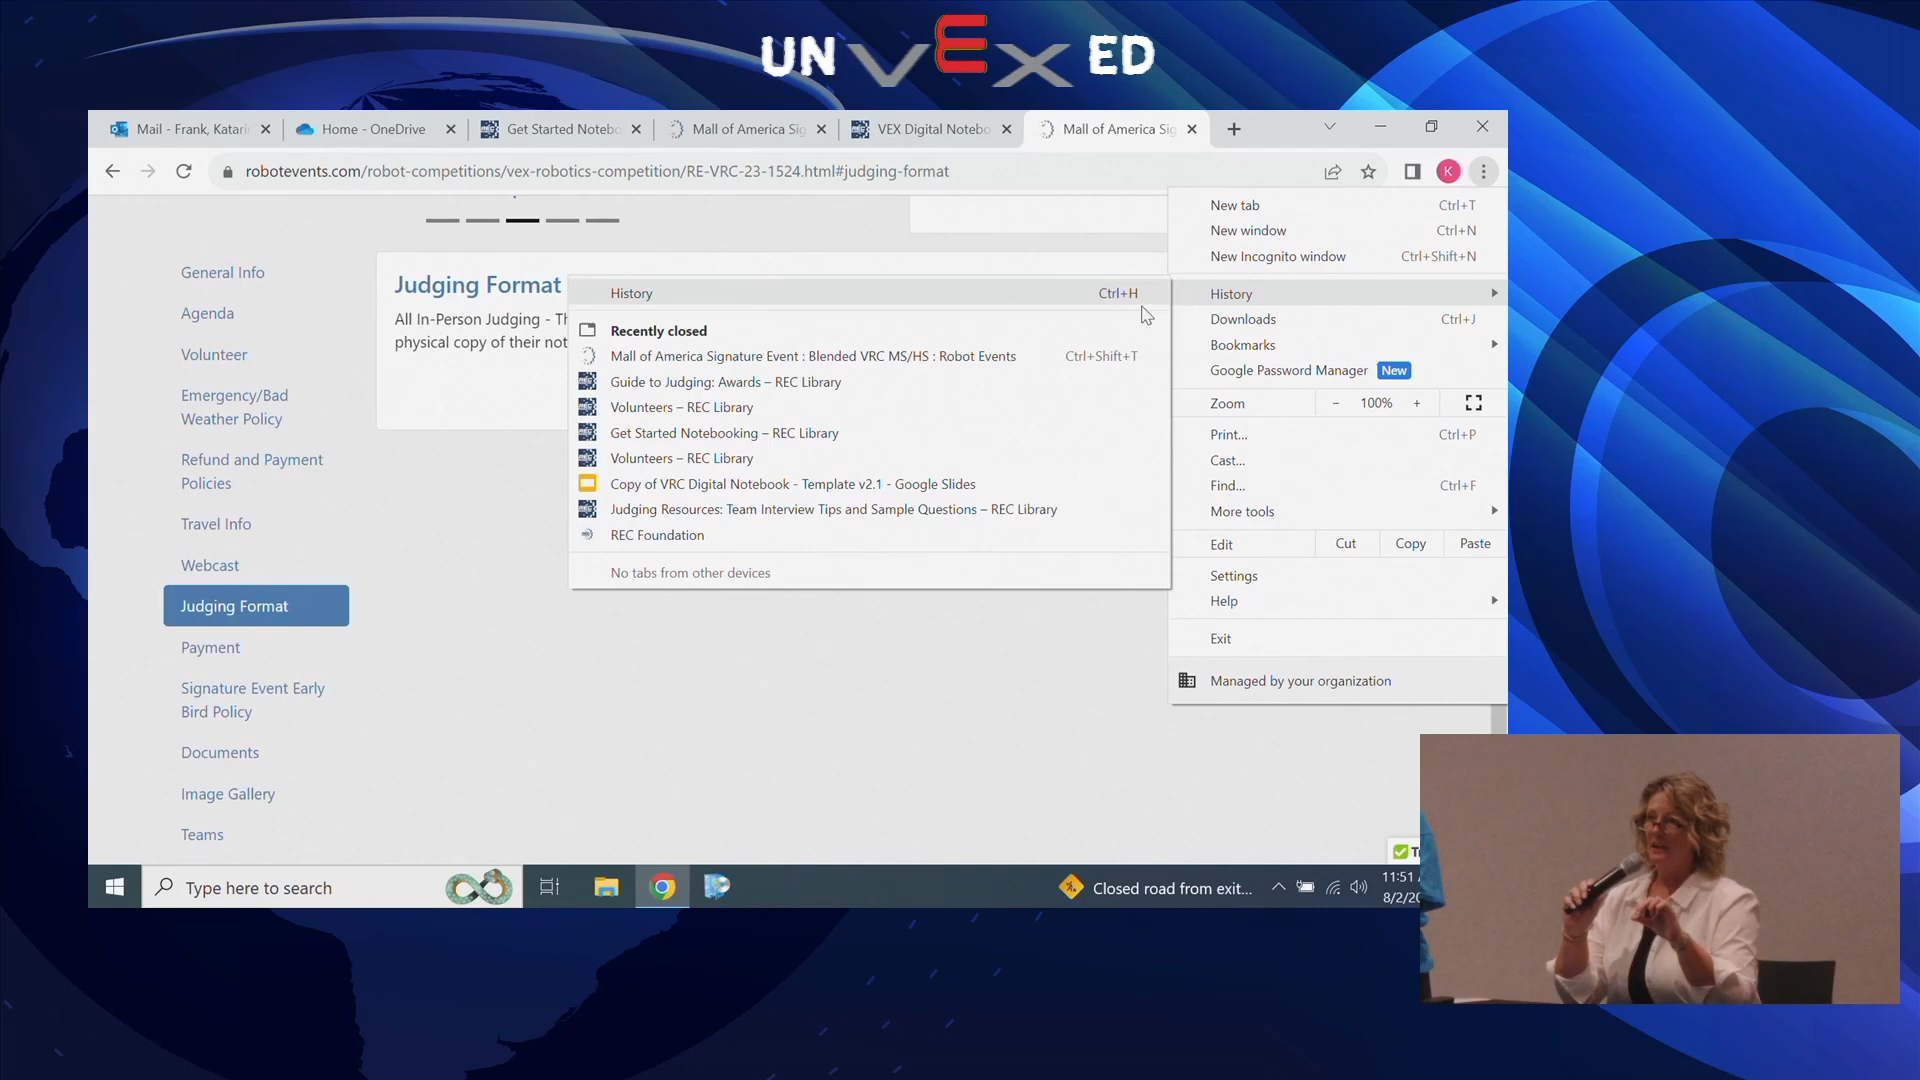 UNVEXED
Mail - Frank, Katari
Home - OneDrive
Get Started Notebo
Mall of America Sig
VEX Digital Notebo
Mall of America Sig
robotevents.com/robot-competitions/vex-robotics-competition/RE-VRC-23-1524.html#judging-format
K
New tab Ctrl+T
New window Ctrl+N
New Incognito window Ctrl+Shift+N
History
Downloads Ctrl+J
Bookmarks
Google Password Manager New
Zoom − 100% +
Print... Ctrl+P
Cast...
Find... Ctrl+F
More tools
Edit Cut Copy Paste
Settings
Help
Exit
Managed by your organization
History Ctrl+H
Recently closed
Mall of America Signature Event : Blended VRC MS/HS : Robot Events Ctrl+Shift+T
Guide to Judging: Awards – REC Library
Volunteers – REC Library
Get Started Notebooking – REC Library
Volunteers – REC Library
Copy of VRC Digital Notebook - Template v2.1 - Google Slides
Judging Resources: Team Interview Tips and Sample Questions – REC Library
REC Foundation
No tabs from other devices
General Info
Agenda
Volunteer
Emergency/Bad
Weather Policy
Refund and Payment
Policies
Travel Info
Webcast
Judging Format
Payment
Signature Event Early
Bird Policy
Documents
Image Gallery
Teams
Judging Format
All In-Person Judging - Th
physical copy of their not
Type here to search
Closed road from exit...
11:51
8/2/20